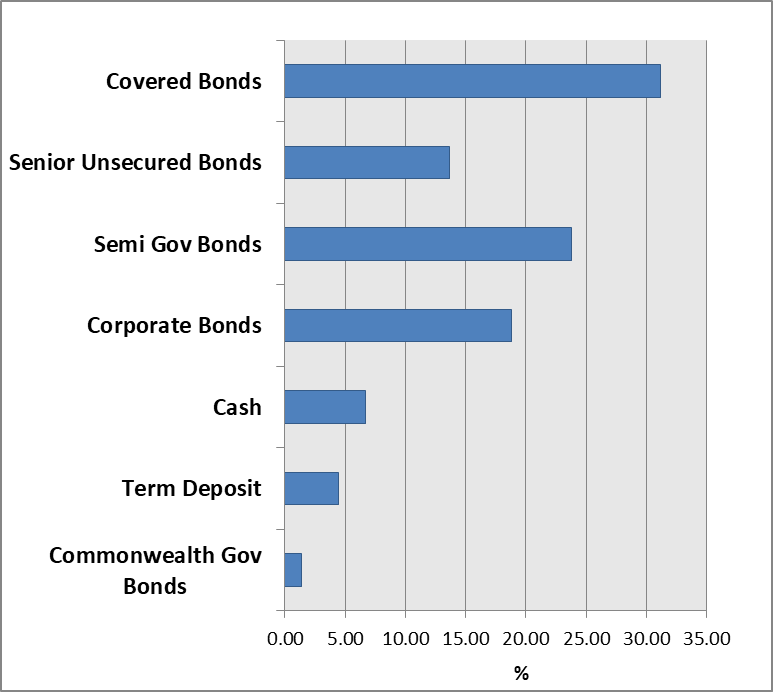 Covered Bonds
Senior Unsecured Bonds
Semi Gov Bonds
Corporate Bonds
Cash
Term Deposit
Commonwealth Gov
Bonds
0.00 5.00 10.00 15.00 20.00 25.00 30.00 35.00
%